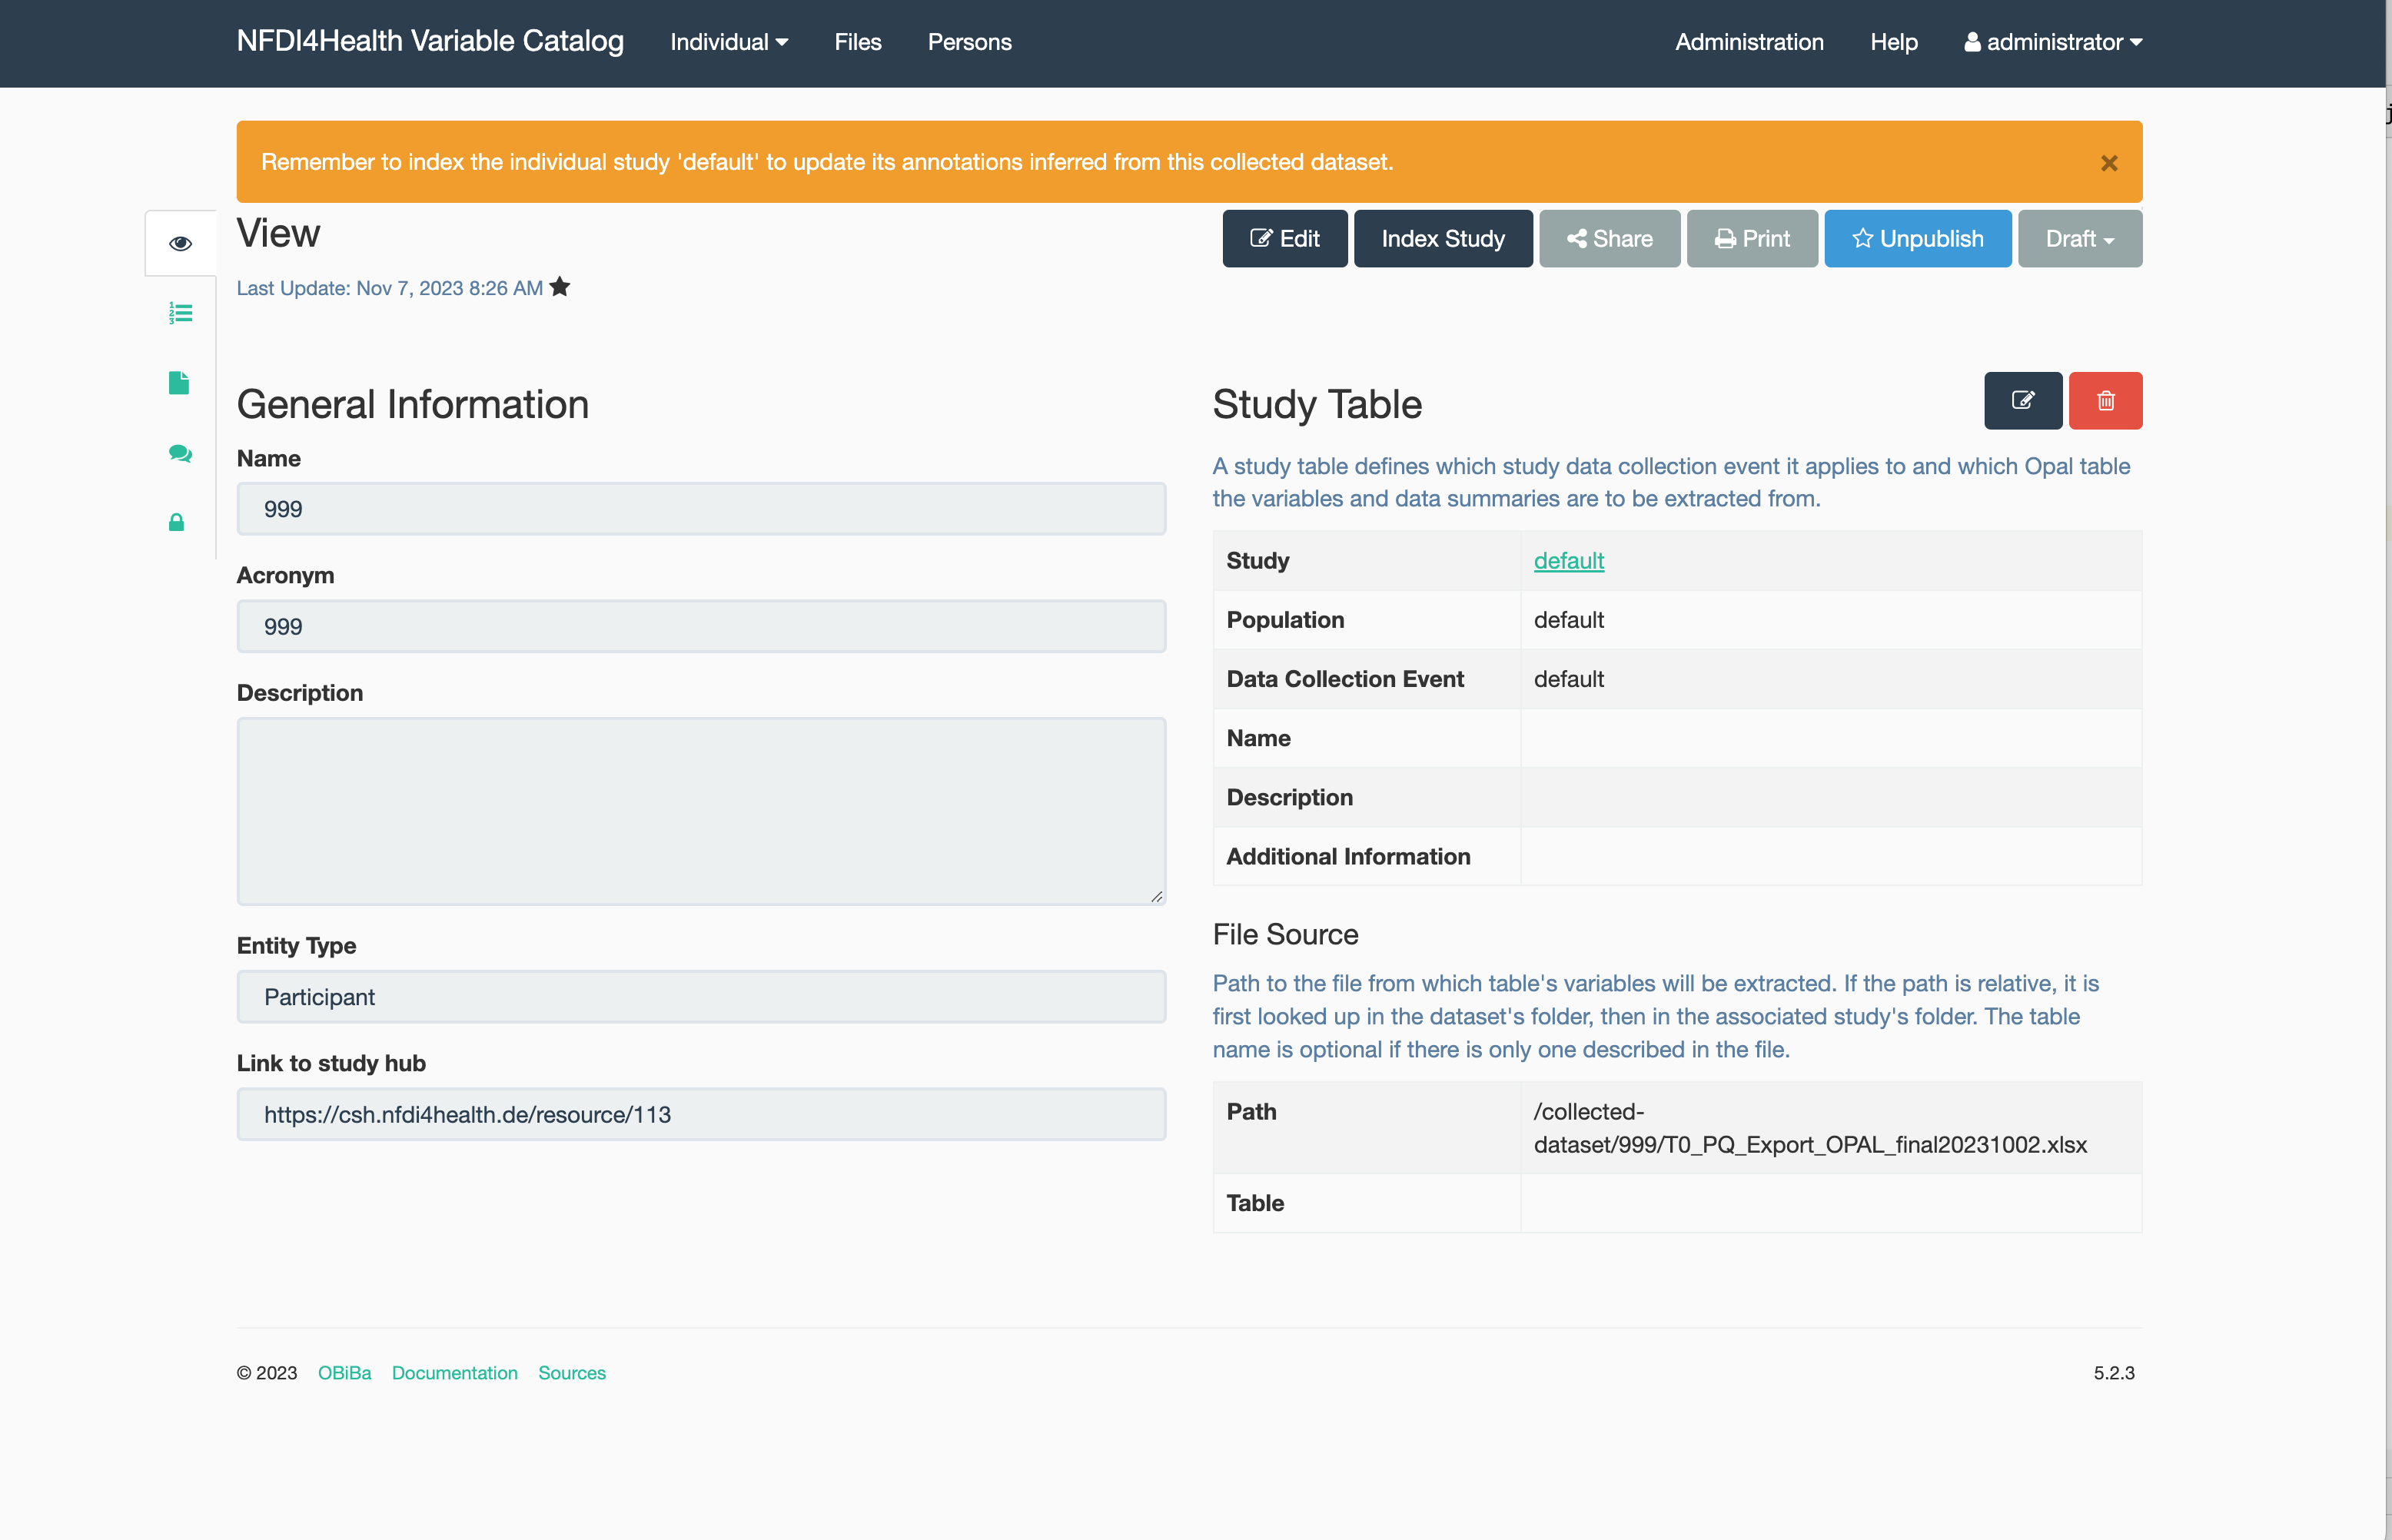 NFDI4Health Variable Catalog Individual Files Persons Administration Help administrator
Remember to index the individual study 'default' to update its annotations inferred from this collected dataset. ×
View
Edit Index Study Share Print Unpublish Draft
Last Update: Nov 7, 2023 8:26 AM
General Information
Name
999
Acronym
999
Description
Entity Type
Participant
Link to study hub
https://csh.nfdi4health.de/resource/113
Study Table
A study table defines which study data collection event it applies to and which Opal table
the variables and data summaries are to be extracted from.
Study default
Population default
Data Collection Event default
Name
Description
Additional Information
File Source
Path to the file from which table's variables will be extracted. If the path is relative, it is
first looked up in the dataset's folder, then in the associated study's folder. The table
name is optional if there is only one described in the file.
Path /collected-
dataset/999/T0_PQ_Export_OPAL_final20231002.xlsx
Table
© 2023 OBiBa Documentation Sources 5.2.3